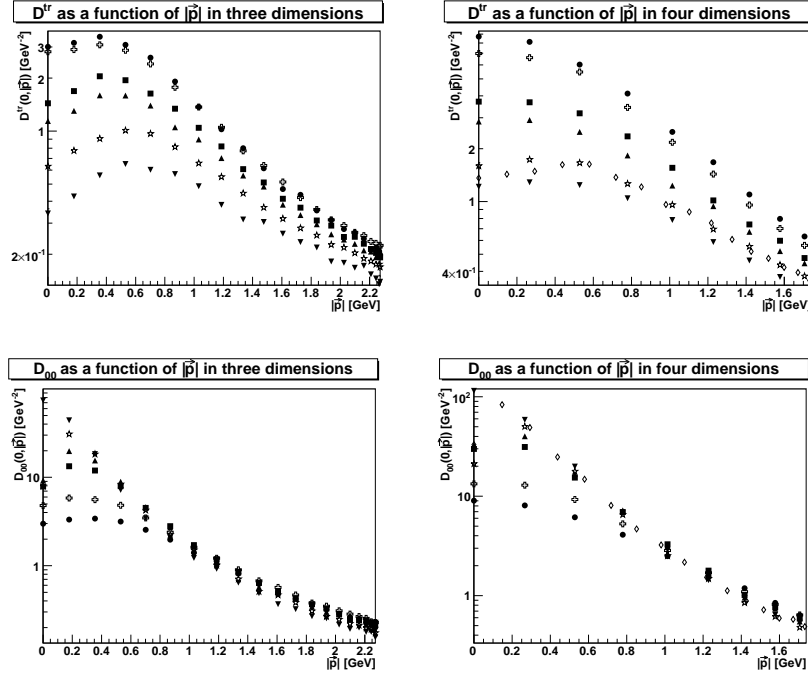 D^tr as a function of |p⃗| in three dimensions
D^tr as a function of |p⃗| in four dimensions
D^tr(0,|p⃗|) [GeV⁻²]
3
2
1
2×10⁻¹
0 0.2 0.4 0.6 0.8 1 1.2 1.4 1.6 1.8 2 2.2
|p⃗| [GeV]
D^tr(0,|p⃗|) [GeV⁻²]
2
1
4×10⁻¹
0 0.2 0.4 0.6 0.8 1 1.2 1.4 1.6
|p⃗| [GeV]
D₀₀ as a function of |p⃗| in three dimensions
D₀₀ as a function of |p⃗| in four dimensions
D₀₀(0,|p⃗|) [GeV⁻²]
10
1
0 0.2 0.4 0.6 0.8 1 1.2 1.4 1.6 1.8 2 2.2
|p⃗| [GeV]
D₀₀(0,|p⃗|) [GeV⁻²]
10²
10
1
0 0.2 0.4 0.6 0.8 1 1.2 1.4 1.6
|p⃗| [GeV]